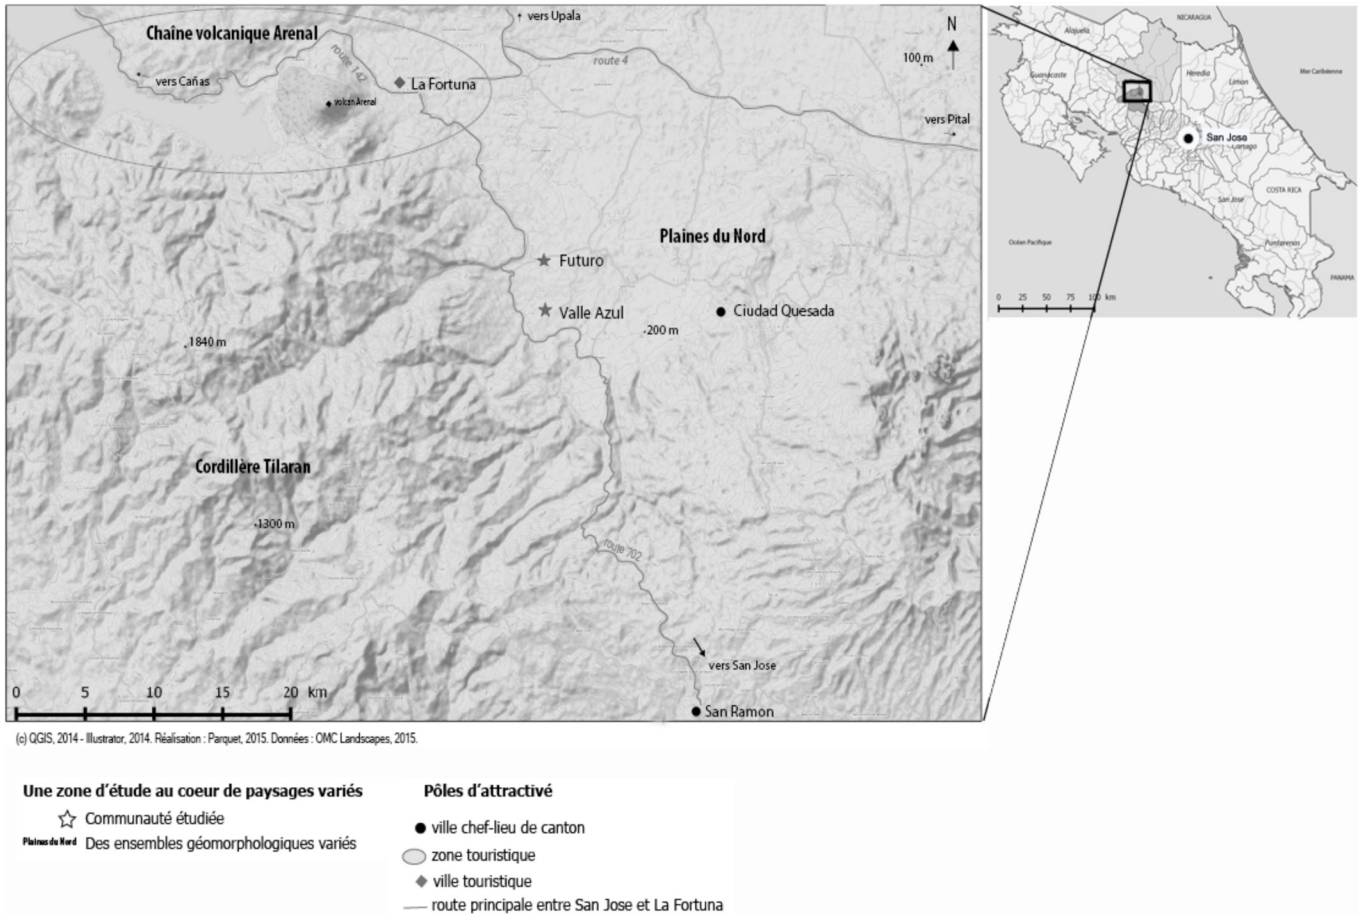 Chaîne volcanique Arenal
vers Upala
N
route 4
100 m
route 142
vers Cañas
La Fortuna
volcan Arenal
vers Pital
Plaines du Nord
Futuro
Valle Azul
Ciudad Quesada
200 m
1840 m
Cordillère Tilaran
1300 m
route 702
vers San Jose
San Ramon
0 5 10 15 20 km
NICARAGUA
Alajuela
Guanacaste
Heredia
Limon
Mer Caribéenne
San Jose
Cartago
COSTA RICA
San José
Océan Pacifique
Puntarenas
PANAMA
0 25 50 75 100 km
(c) QGIS, 2014 - Illustrator, 2014. Réalisation : Parquet, 2015. Données : OMC Landscapes, 2015.
Une zone d'étude au coeur de paysages variés
Communauté étudiée
Plaines du Nord Des ensembles géomorphologiques variés
Pôles d'attractivé
ville chef-lieu de canton
zone touristique
ville touristique
route principale entre San Jose et La Fortuna